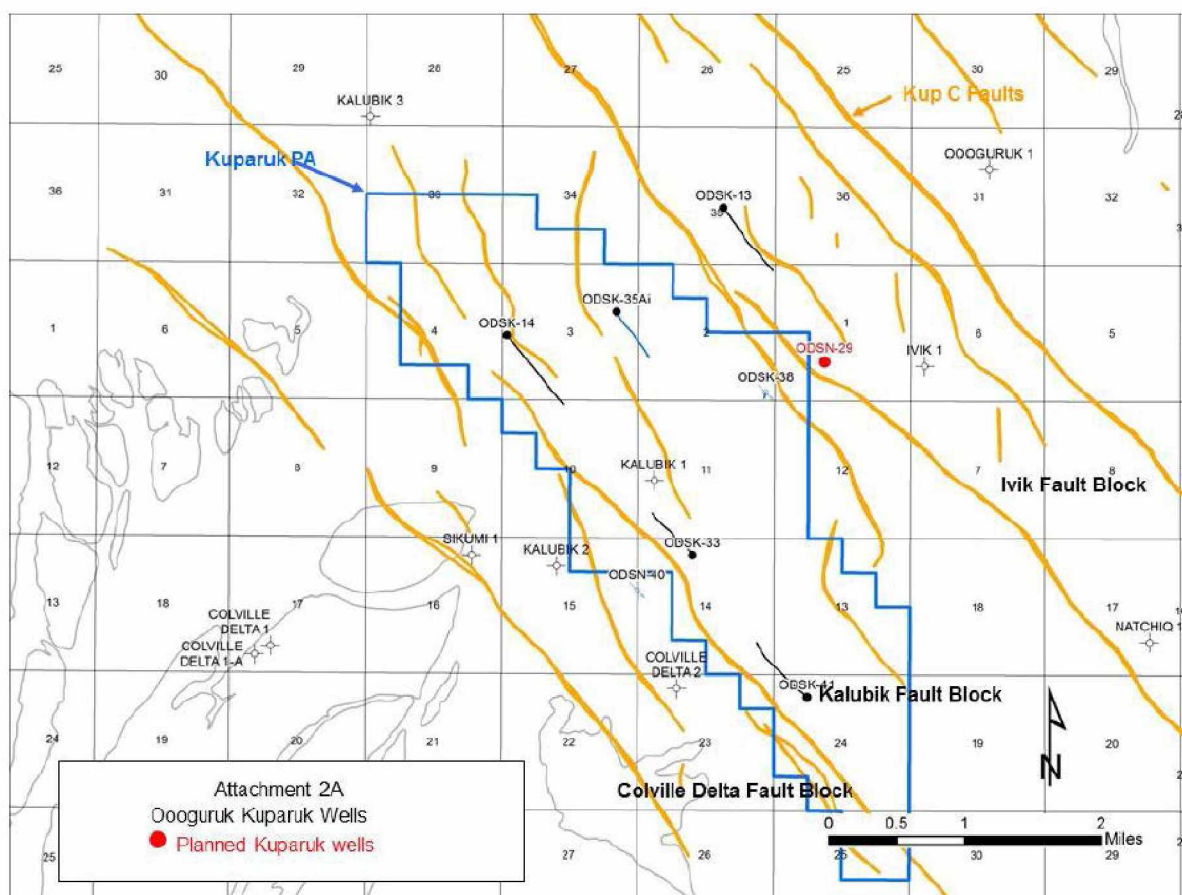 25
30
29
28
27
26
25
30
29
28
Kup C Faults
KALUBIK 3
OOOGURUK 1
Kuparuk PA
36
31
32
33
34
ODSK-13
35
36
31
32
ODSK-35Ai
ODSK-14
1
6
5
4
3
2
1
6
5
ODSN-29
IVIK 1
ODSK-38
12
7
8
9
10
KALUBIK 1
11
12
7
8
Ivik Fault Block
SIKUMI 1
KALUBIK 2
ODSK-33
ODSN-40
13
18
17
16
15
14
13
18
17
16
COLVILLE
DELTA 1
COLVILLE
DELTA 1-A
NATCHIQ 1
COLVILLE
DELTA 2
ODSK-41
Kalubik Fault Block
24
19
20
21
22
23
24
19
20
N
Colville Delta Fault Block
Attachment 2A
Oooguruk Kuparuk Wells
Planned Kuparuk wells
0 0.5 1 2
Miles
25
27
26
25
30
29